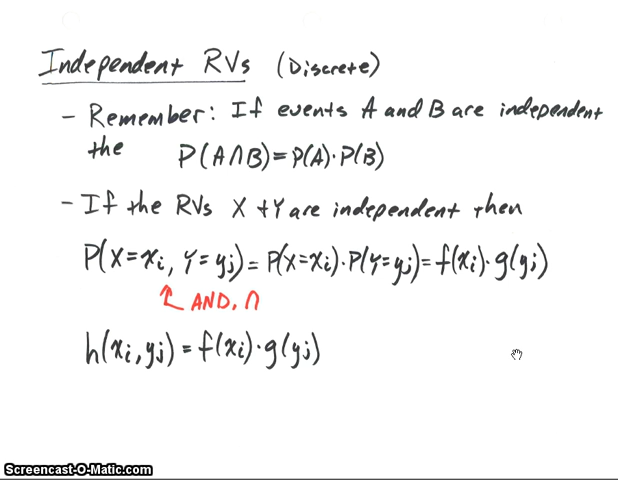 Independent RVs (Discrete)
- Remember: If events A and B are independent
the P(A∩B)=P(A)·P(B)
- If the RVs X + Y are independent then
P(X=xi, Y=yj)=P(X=xi)·P(Y=yj)=f(xi)·g(yj)
AND, ∩
h(xi,yj)=f(xi)·g(yj)
Screencast-O-Matic.com